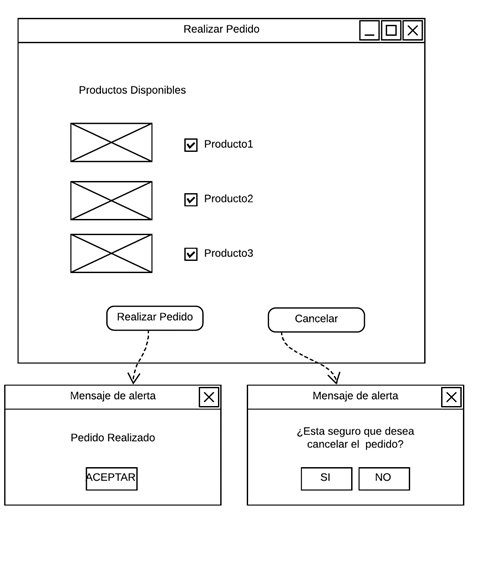 Realizar Pedido
Productos Disponibles
Producto1
Producto2
Producto3
Realizar Pedido
Cancelar
Mensaje de alerta
Pedido Realizado
ACEPTAR
Mensaje de alerta
¿Esta seguro que desea
cancelar el pedido?
SI
NO